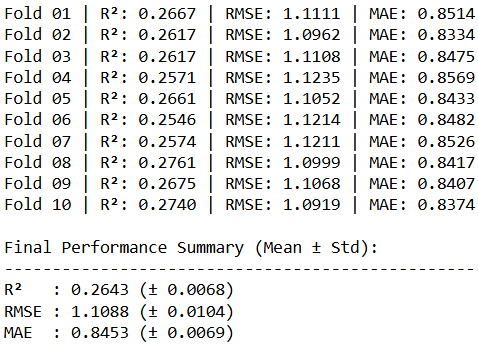 Fold 01 | R²: 0.2667 | RMSE: 1.1111 | MAE: 0.8514
Fold 02 | R²: 0.2617 | RMSE: 1.0962 | MAE: 0.8334
Fold 03 | R²: 0.2617 | RMSE: 1.1108 | MAE: 0.8475
Fold 04 | R²: 0.2571 | RMSE: 1.1235 | MAE: 0.8569
Fold 05 | R²: 0.2661 | RMSE: 1.1052 | MAE: 0.8433
Fold 06 | R²: 0.2546 | RMSE: 1.1214 | MAE: 0.8482
Fold 07 | R²: 0.2574 | RMSE: 1.1211 | MAE: 0.8526
Fold 08 | R²: 0.2761 | RMSE: 1.0999 | MAE: 0.8417
Fold 09 | R²: 0.2675 | RMSE: 1.1068 | MAE: 0.8407
Fold 10 | R²: 0.2740 | RMSE: 1.0919 | MAE: 0.8374

Final Performance Summary (Mean ± Std):
---------------------------------------------
R²   : 0.2643 (± 0.0068)
RMSE : 1.1088 (± 0.0104)
MAE  : 0.8453 (± 0.0069)